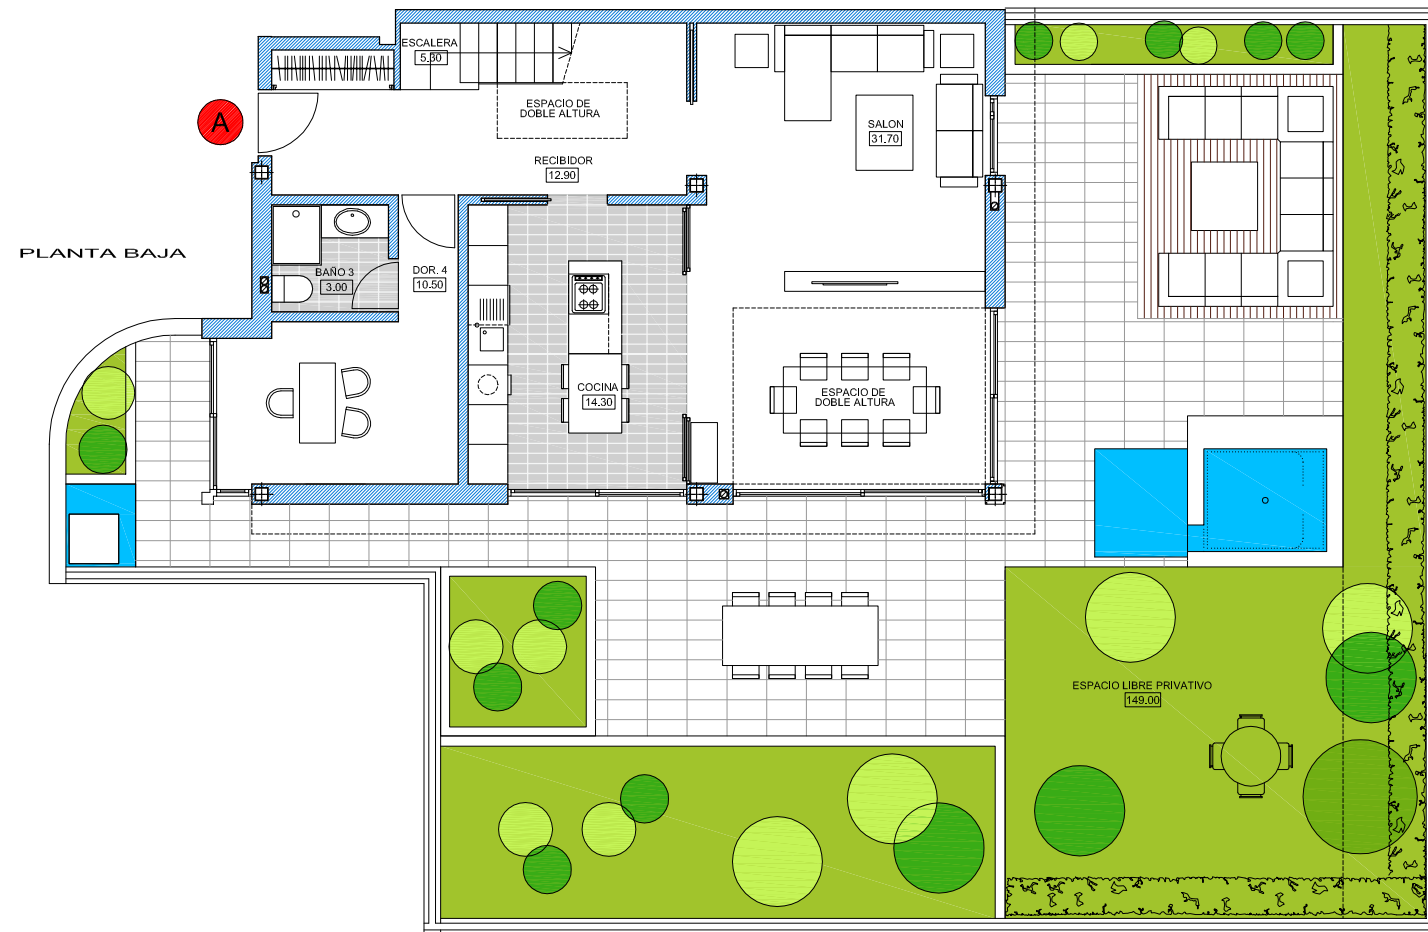 ESCALERA
5.30
A
ESPACIO DE
DOBLE ALTURA
SALON
31.70
RECIBIDOR
12.90
PLANTA BAJA
BAÑO 3
3.00
DOR. 4
10.50
COCINA
14.30
ESPACIO DE
DOBLE ALTURA
ESPACIO LIBRE PRIVATIVO
149.00